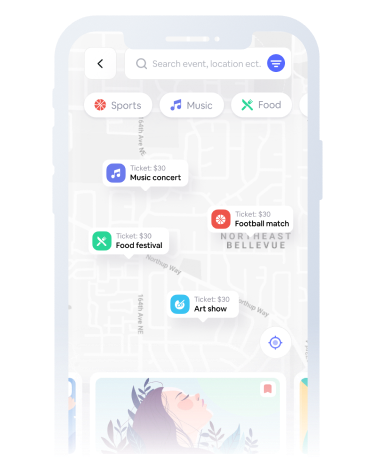 Search event, location ect.
Sports
Music
Food
164th Ave NE
Ticket: $30
Music concert
Ticket: $30
Football match
NORTHEAST
BELLEVUE
Ticket: $30
Food festival
Northup Way
Ticket: $30
Art show
Northup Way
164th Ave NE